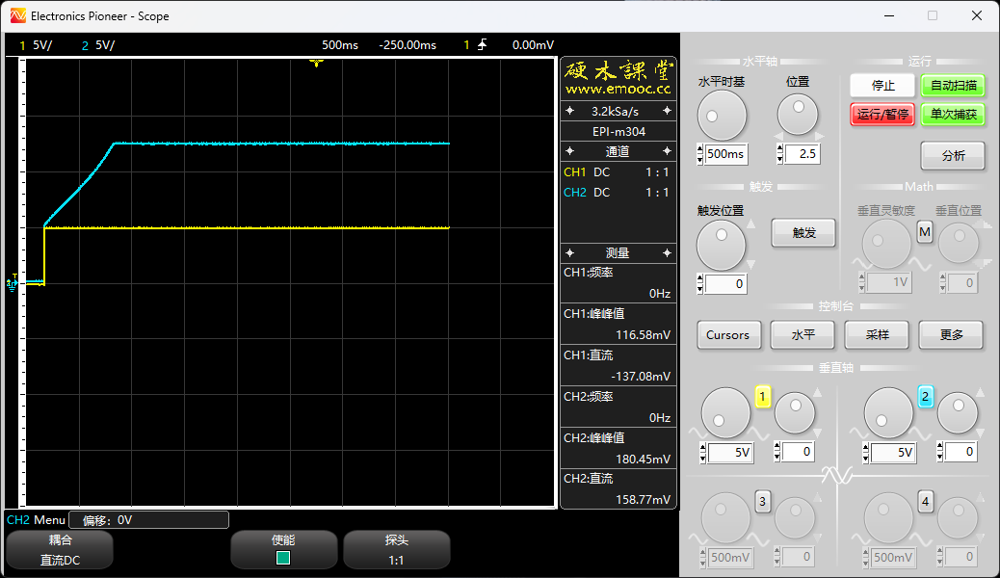 Electronics Pioneer - Scope
1 5V/ 2 5V/ 500ms -250.00ms 1 0.00mV
硬木課堂
www.emooc.cc
3.2kSa/s
EPI-m304
通道
CH1 DC 1 : 1
CH2 DC 1 : 1
测量
CH1:频率
0Hz
CH1:峰峰值
116.58mV
CH1:直流
-137.08mV
CH2:频率
0Hz
CH2:峰峰值
180.45mV
CH2:直流
158.77mV
T
CH2 Menu 偏移: 0V
耦合
直流DC
使能
探头
1:1
水平轴
水平时基 位置
500ms 2.5
运行
停止 自动扫描
运行/暂停 单次捕获
分析
触发
触发位置
触发
0
Math
垂直灵敏度 垂直位置
M
1V 0
控制台
Cursors 水平 采样 更多
垂直轴
1 2
5V 0 5V 0
3 4
500mV 0 500mV 0